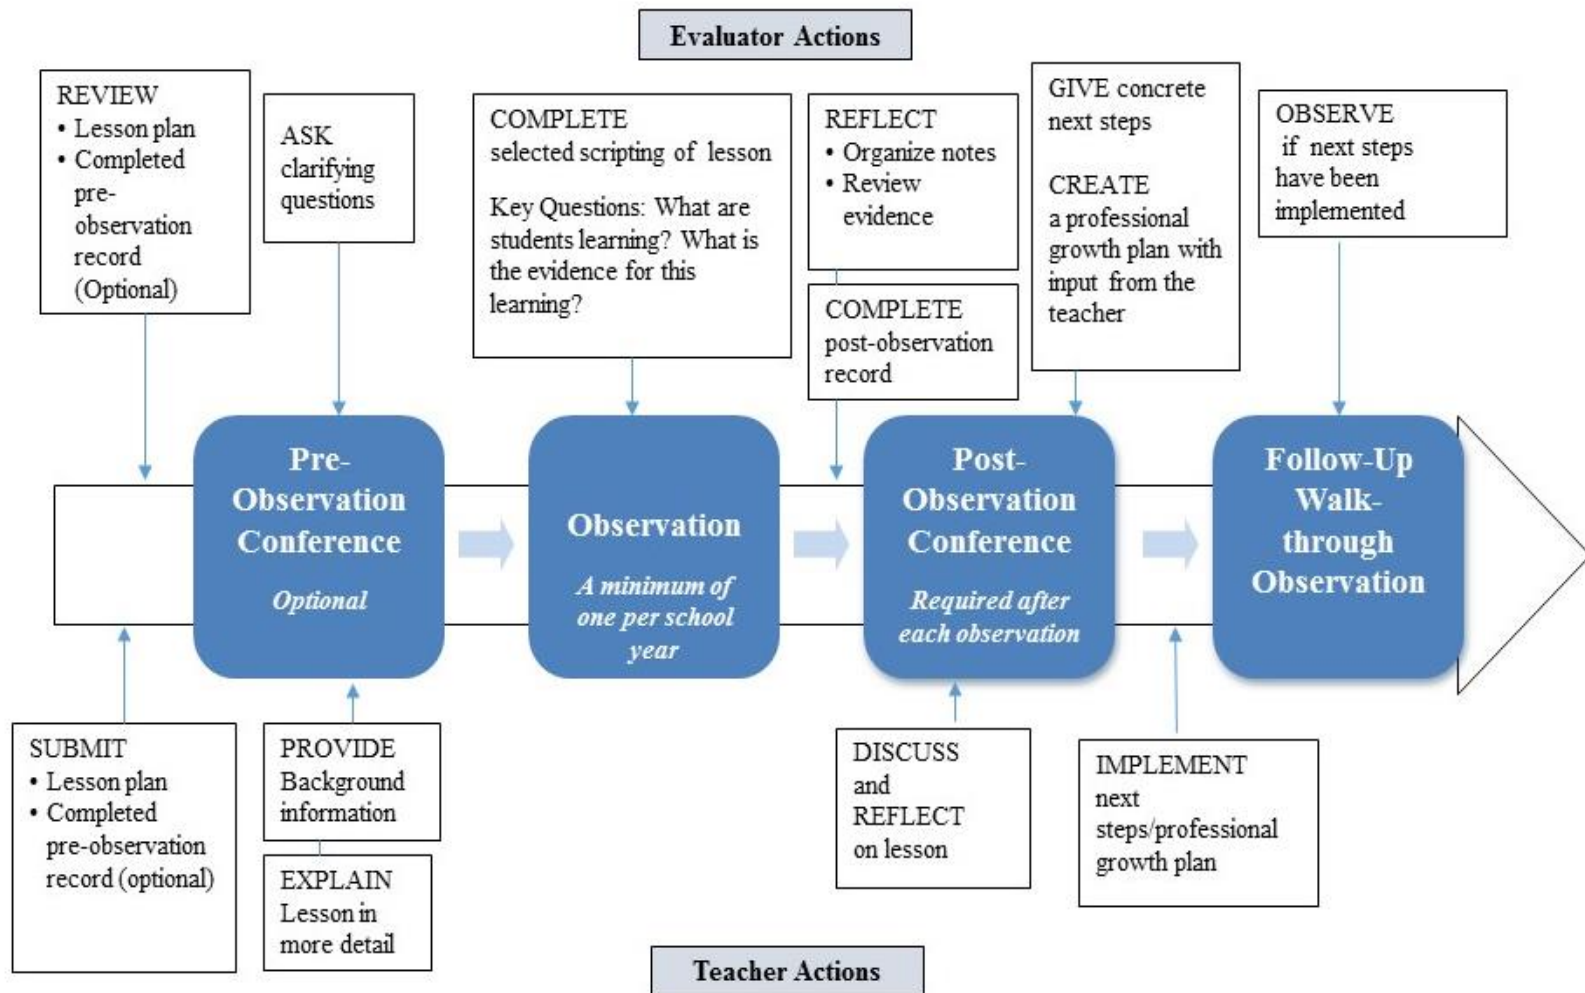 Evaluator Actions
REVIEW
• Lesson plan
• Completed
pre-
observation
record
(Optional)
ASK
clarifying
questions
COMPLETE
selected scripting of lesson
Key Questions: What are
students learning? What is
the evidence for this
learning?
REFLECT
• Organize notes
• Review
evidence
COMPLETE
post-observation
record
GIVE concrete
next steps
CREATE
a professional
growth plan with
input from the
teacher
OBSERVE
if next steps
have been
implemented
Pre-
Observation
Conference
Optional
Observation
A minimum of
one per school
year
Post-
Observation
Conference
Required after
each observation
Follow-Up
Walk-
through
Observation
SUBMIT
• Lesson plan
• Completed
pre-observation
record (optional)
PROVIDE
Background
information
EXPLAIN
Lesson in
more detail
DISCUSS
and
REFLECT
on lesson
IMPLEMENT
next
steps/professional
growth plan
Teacher Actions